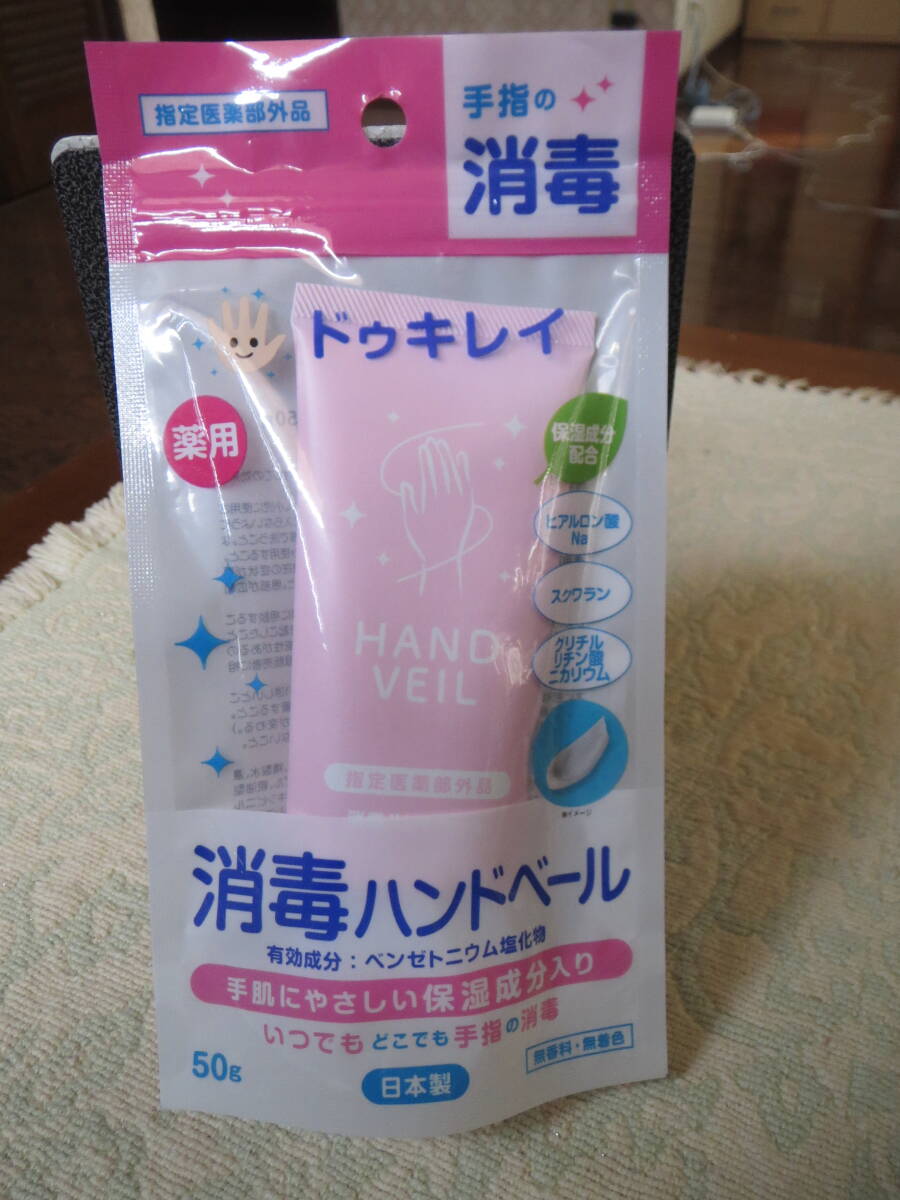 指定医薬部外品
手指の
消毒
ドゥキレイ
薬用
保湿成分
配合
ヒアルロン酸
Na
スクワラン
グリチル
リチン酸
ニカリウム
HAND
VEIL
指定医薬部外品
※イメージ
消毒ハンドベール
有効成分：ベンゼトニウム塩化物
手肌にやさしい保湿成分入り
いつでもどこでも手指の消毒
無香料・無着色
50g
日本製